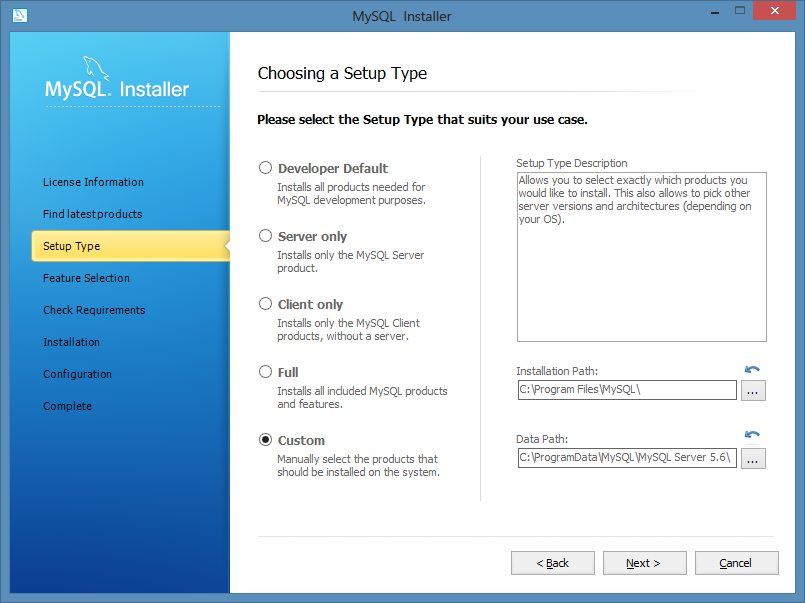 MySQL Installer
MySQL. Installer
License Information
Find latest products
Setup Type
Feature Selection
Check Requirements
Installation
Configuration
Complete
Choosing a Setup Type
Please select the Setup Type that suits your use case.
Developer Default
Installs all products needed for
MySQL development purposes.
Server only
Installs only the MySQL Server
product.
Client only
Installs only the MySQL Client
products, without a server.
Full
Installs all included MySQL products
and features.
Custom
Manually select the products that
should be installed on the system.
Setup Type Description
Allows you to select exactly which products you
would like to install. This also allows to pick other
server versions and architectures (depending on
your OS).
Installation Path:
C:\Program Files\MySQL\
...
Data Path:
C:\ProgramData\MySQL\MySQL Server 5.6\
...
< Back
Next >
Cancel